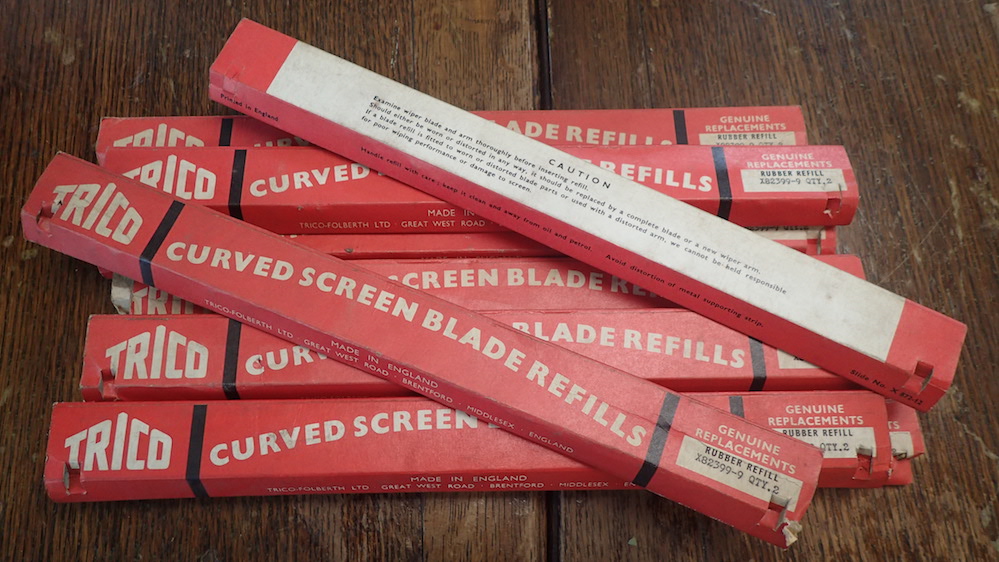 Printed in England
Examine wiper blade and arm thoroughly before inserting refill.
CAUTION
Should either be worn or distorted in any way, it should be replaced by a complete blade or a new wiper arm.
If a blade refill is fitted to worn or distorted blade parts or used with a distorted arm, we cannot be held responsible
for poor wiping performance or damage to screen.
Handle refill with care; keep it clean and away from oil and petrol.
Avoid distortion of metal supporting strip.
Slide No. X 872-12
TRICO
BLADE REFILLS
GENUINE
REPLACEMENTS
RUBBER REFILL
TRICO
CURVED
REFILLS
MADE IN
TRICO-FOLBERTH LTD GREAT WEST ROAD
GENUINE
REPLACEMENTS
RUBBER REFILL
X82399-9 QTY.2
TRICO
CURVED SCREEN BLADE REFILLS
MADE IN ENGLAND
TRICO-FOLBERTH LTD GREAT WEST ROAD · BRENTFORD · MIDDLESEX · ENGLAND
GENUINE
REPLACEMENTS
RUBBER REFILL
X82399-9 QTY.2
SCREEN BLADE
TRICO
BLADE REFILLS
TRICO
CURVED SCREEN
MADE IN ENGLAND
TRICO-FOLBERTH LTD GREAT WEST ROAD · BRENTFORD · MIDDLESEX
GENUINE
REPLACEMENTS
RUBBER REFILL
QTY.2